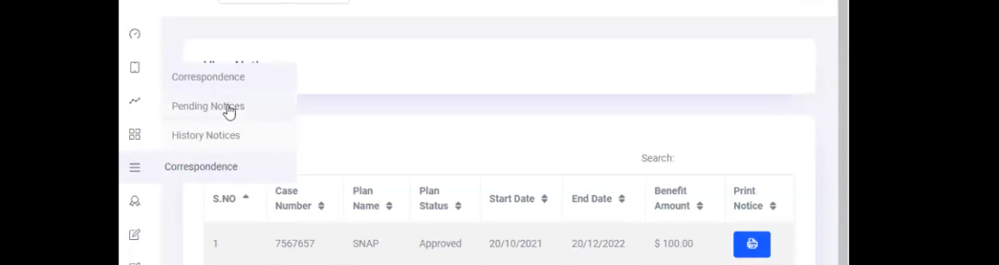 Correspondence
Pending Notices
History Notices
Correspondence
Search:
S.NO Case Number Plan Name Plan Status Start Date End Date Benefit Amount Print Notice
1 7567657 SNAP Approved 20/10/2021 20/12/2022 $ 100.00